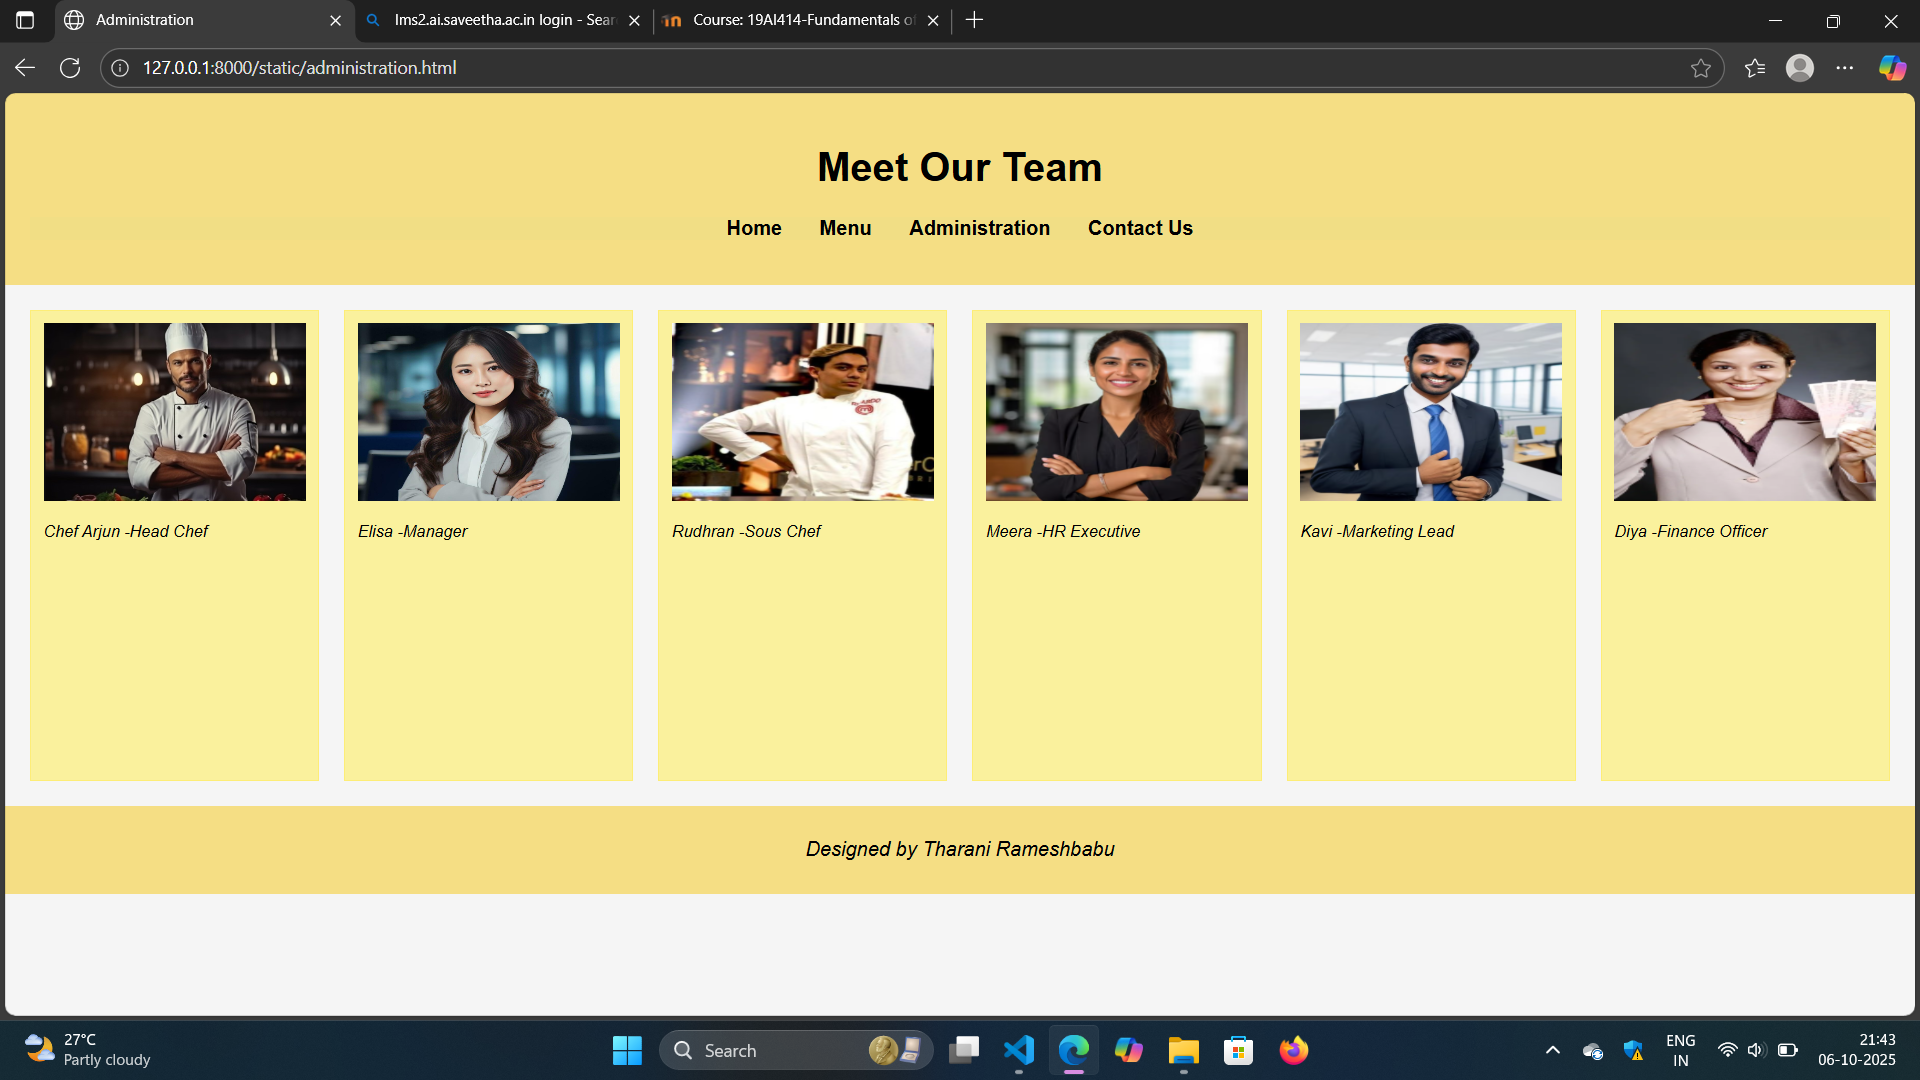 Administration
lms2.ai.saveetha.ac.in login - Sear
Course: 19AI414-Fundamentals of
127.0.0.1:8000/static/administration.html
Meet Our Team
Home Menu Administration Contact Us
Chef Arjun -Head Chef
Elisa -Manager
Rudhran -Sous Chef
Meera -HR Executive
Kavi -Marketing Lead
Diya -Finance Officer
Designed by Tharani Rameshbabu
27°C
Partly cloudy
Search
ENG
IN
21:43
06-10-2025